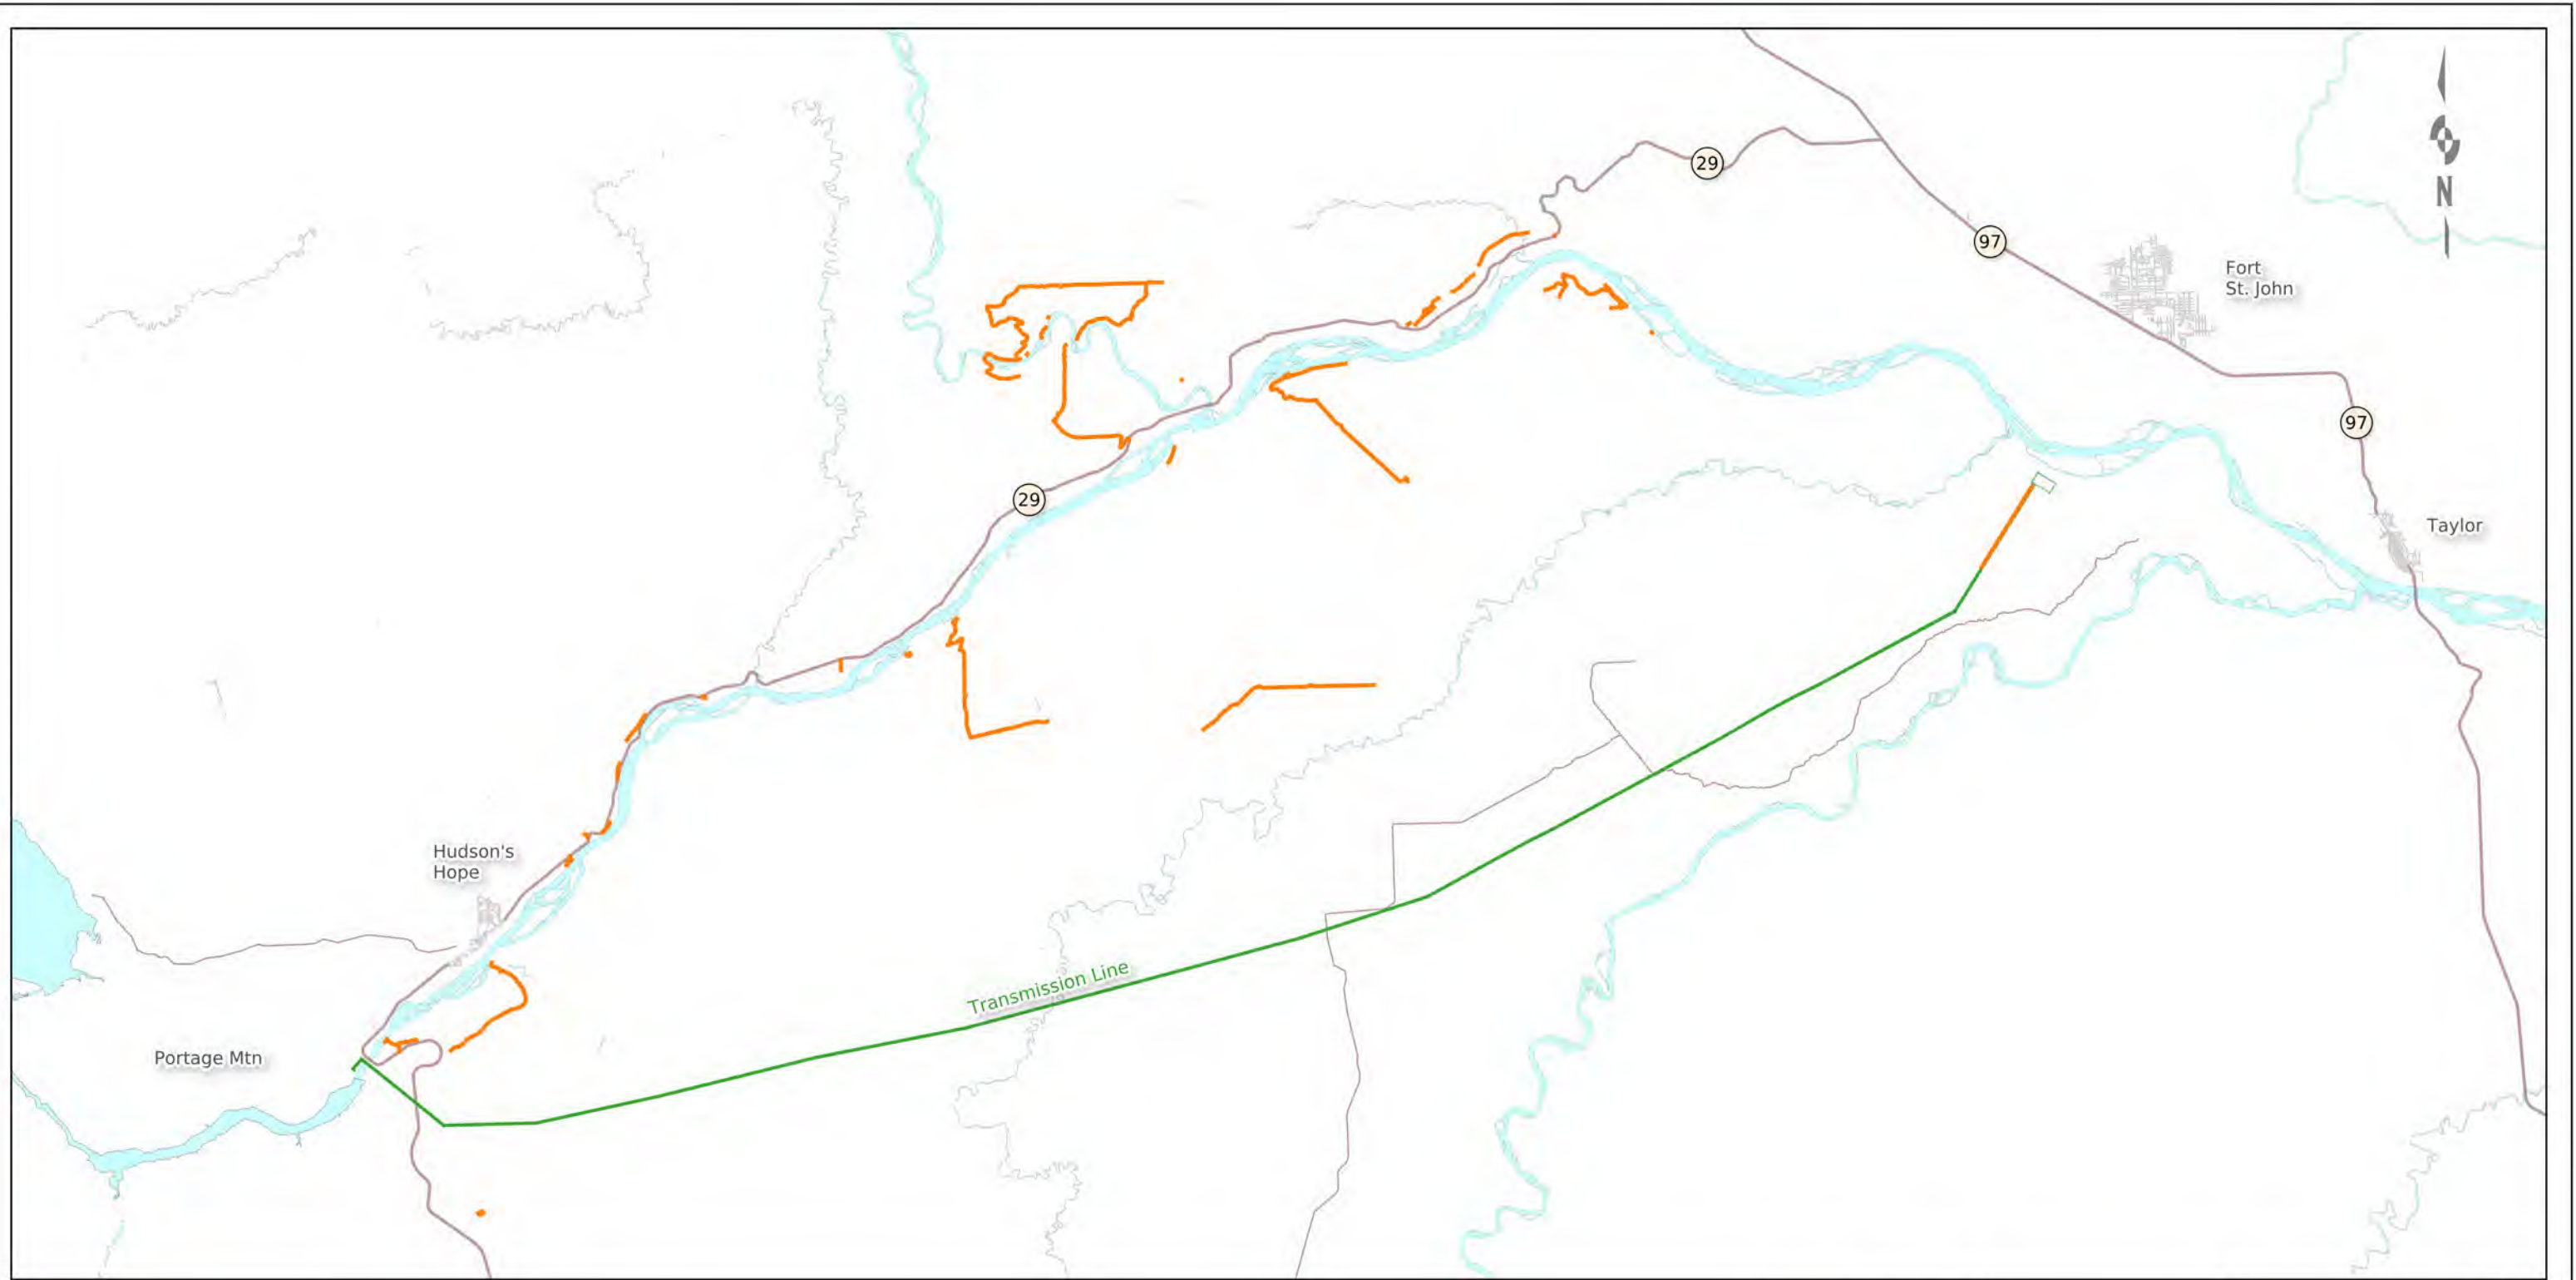 29
N
97
Fort
St. John
97
29
Taylor
Hudson's
Hope
Transmission Line
Portage Mtn